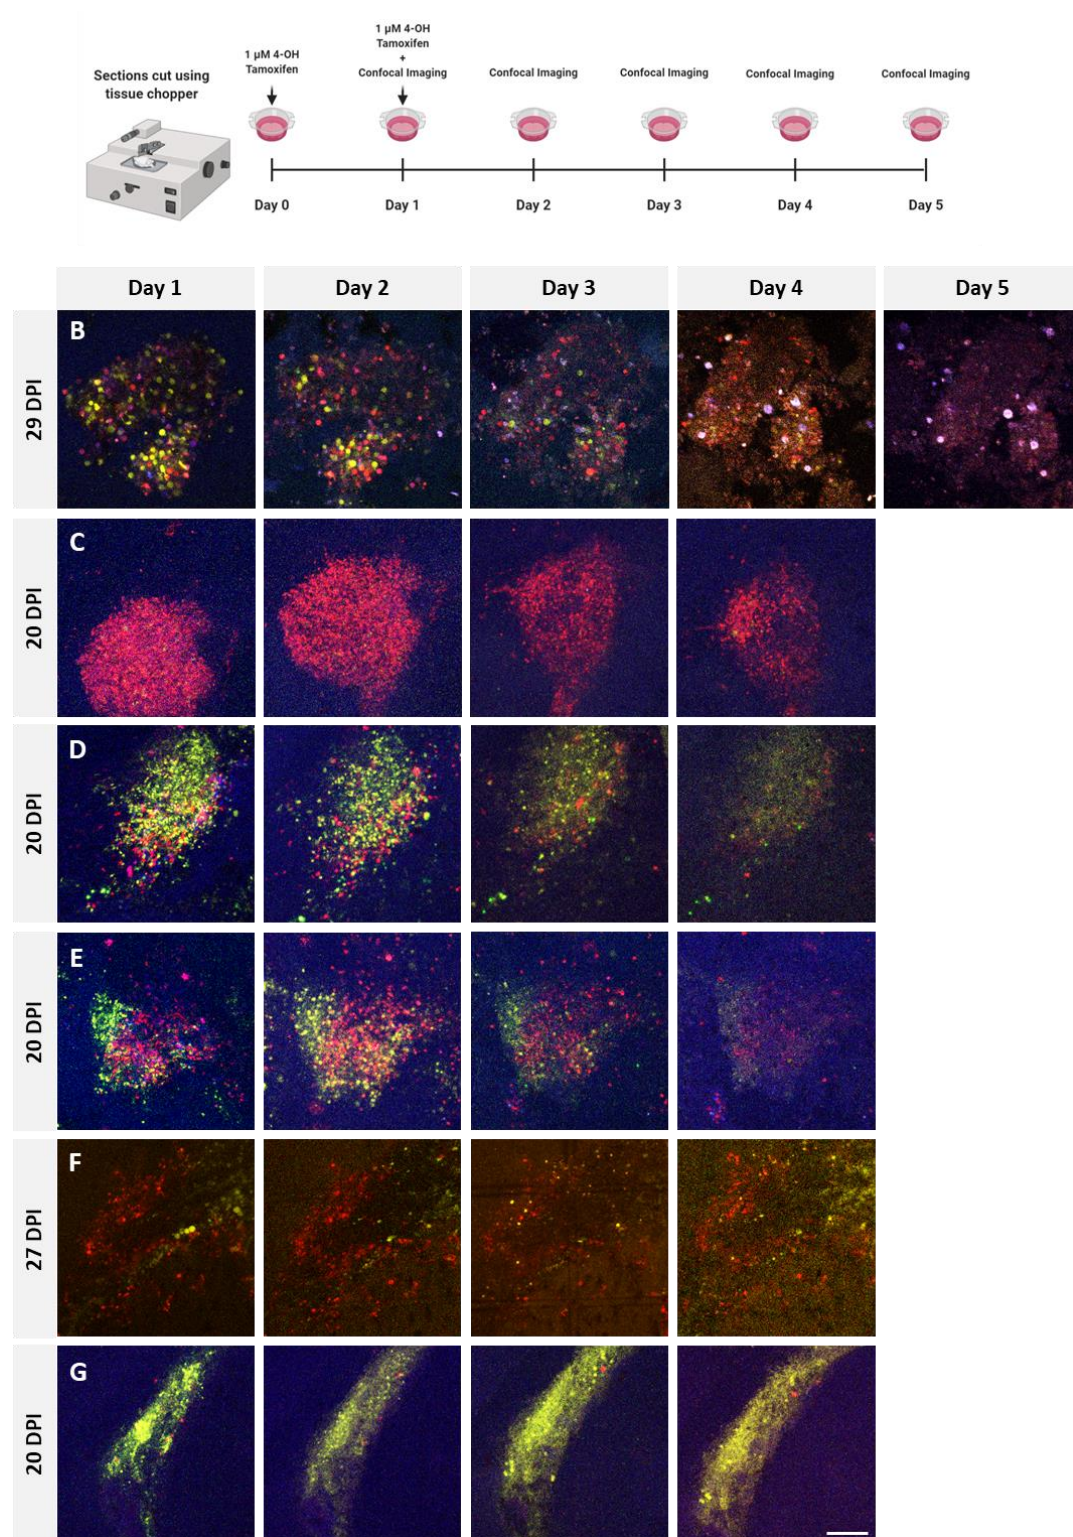 1 µM 4-OH
Tamoxifen
1 µM 4-OH
Tamoxifen
+
Confocal Imaging
Confocal Imaging
Confocal Imaging
Confocal Imaging
Confocal Imaging
Sections cut using
tissue chopper
Day 0
Day 1
Day 2
Day 3
Day 4
Day 5
Day 1
Day 2
Day 3
Day 4
Day 5
29 DPI
B
20 DPI
C
20 DPI
D
20 DPI
E
27 DPI
F
20 DPI
G